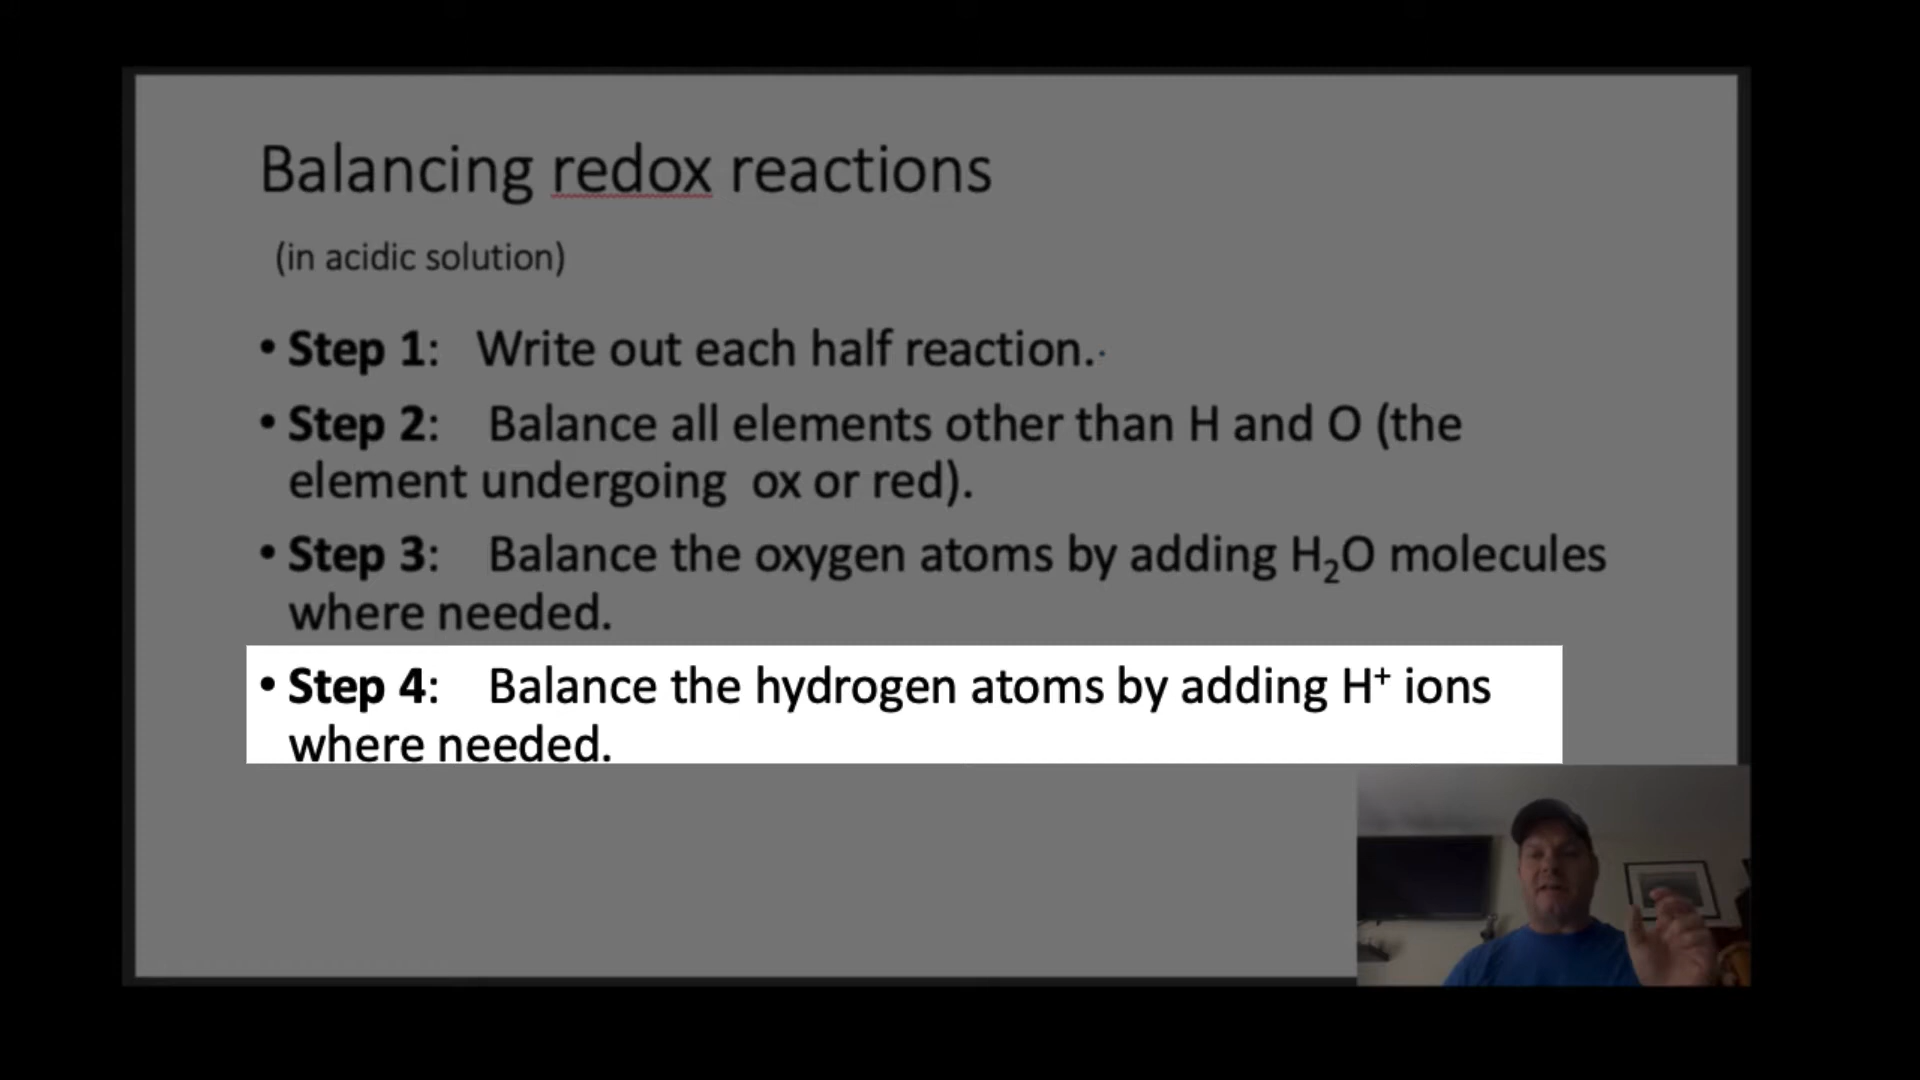 Balancing redox reactions
(in acidic solution)
• Step 1: Write out each half reaction.
• Step 2: Balance all elements other than H and O (the
element undergoing ox or red).
• Step 3: Balance the oxygen atoms by adding H₂O molecules
where needed.
• Step 4: Balance the hydrogen atoms by adding H⁺ ions
where needed.